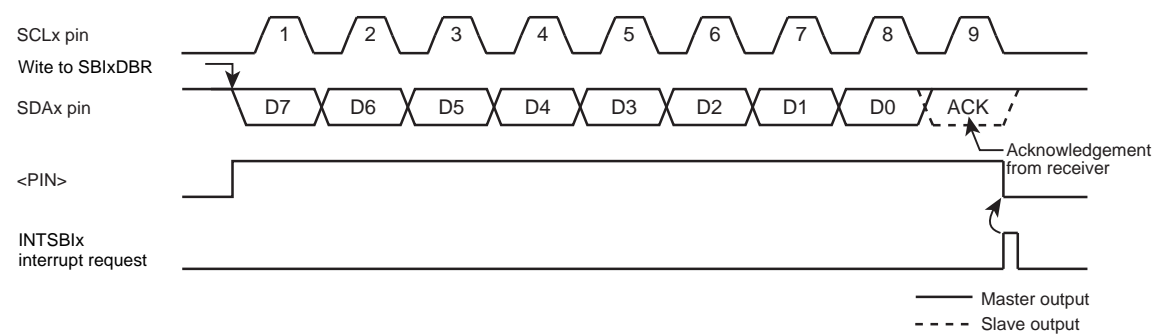 SCLx pin
1 2 3 4 5 6 7 8 9
Wite to SBIxDBR
SDAx pin
D7 D6 D5 D4 D3 D2 D1 D0 ACK
Acknowledgement
from receiver
<PIN>
INTSBIx
interrupt request
Master output
Slave output